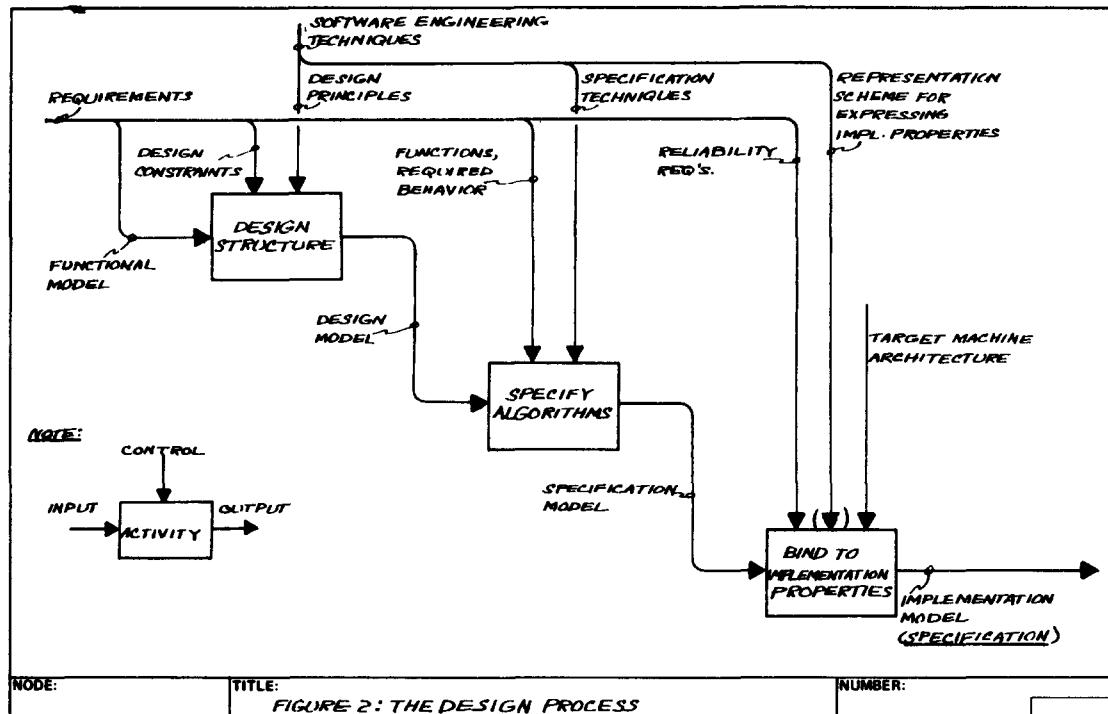 SOFTWARE ENGINEERING
TECHNIQUES
DESIGN
PRINCIPLES
SPECIFICATION
TECHNIQUES
REPRESENTATION
SCHEME FOR
EXPRESSING
IMPL. PROPERTIES
REQUIREMENTS
DESIGN
CONSTRAINTS
FUNCTIONS,
REQUIRED
BEHAVIOR
RELIABILITY
REQ'S.
DESIGN
STRUCTURE
FUNCTIONAL
MODEL
DESIGN
MODEL
TARGET MACHINE
ARCHITECTURE
SPECIFY
ALGORITHMS
NOTE:
CONTROL
INPUT
OUTPUT
ACTIVITY
SPECIFICATION
MODEL
( )
BIND TO
IMPLEMENTATION
PROPERTIES
IMPLEMENTATION
MODEL
(SPECIFICATION)
NODE:
TITLE:
FIGURE 2: THE DESIGN PROCESS
NUMBER: